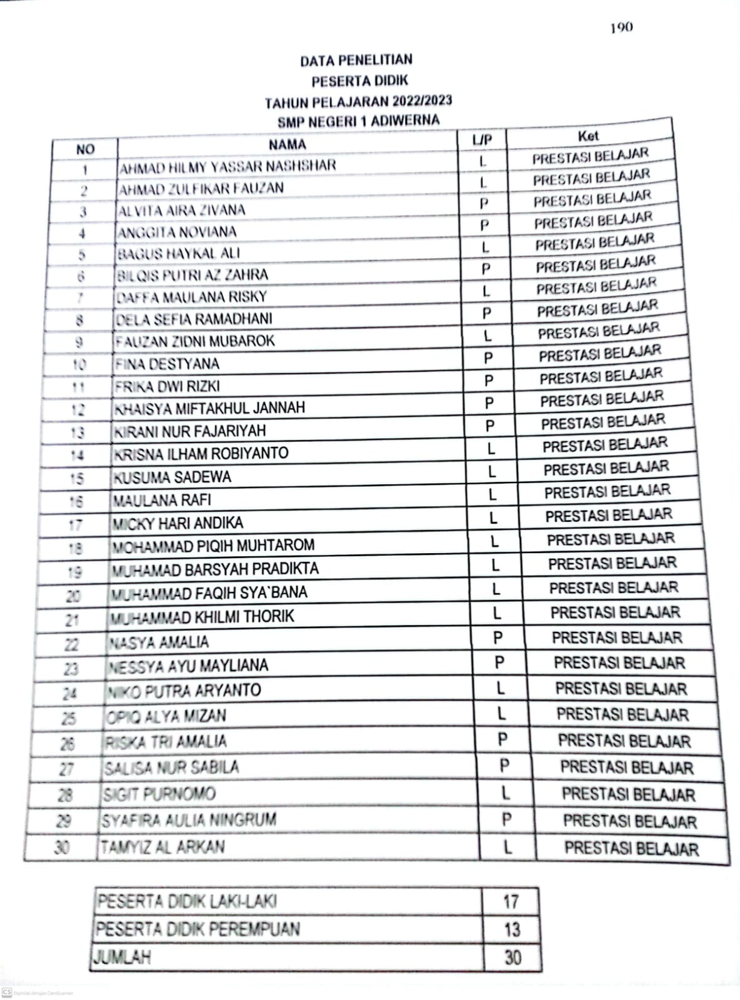 190
DATA PENELITIAN
PESERTA DIDIK
TAHUN PELAJARAN 2022/2023
SMP NEGERI 1 ADIWERNA
NO NAMA L/P Ket
1 AHMAD HILMY YASSAR NASHSHAR L PRESTASI BELAJAR
2 AHMAD ZULFIKAR FAUZAN L PRESTASI BELAJAR
3 ALVITA AIRA ZIVANA P PRESTASI BELAJAR
4 ANGGITA NOVIANA P PRESTASI BELAJAR
5 BAGUS HAYKAL ALI L PRESTASI BELAJAR
6 BILQIS PUTRI AZ ZAHRA P PRESTASI BELAJAR
7 DAFFA MAULANA RISKY L PRESTASI BELAJAR
8 DELA SEFIA RAMADHANI P PRESTASI BELAJAR
9 FAUZAN ZIDNI MUBAROK L PRESTASI BELAJAR
10 FINA DESTYANA P PRESTASI BELAJAR
11 FRIKA DWI RIZKI P PRESTASI BELAJAR
12 KHAISYA MIFTAKHUL JANNAH P PRESTASI BELAJAR
13 KIRANI NUR FAJARIYAH P PRESTASI BELAJAR
14 KRISNA ILHAM ROBIYANTO L PRESTASI BELAJAR
15 KUSUMA SADEWA L PRESTASI BELAJAR
16 MAULANA RAFI L PRESTASI BELAJAR
17 MICKY HARI ANDIKA L PRESTASI BELAJAR
18 MOHAMMAD PIQIH MUHTAROM L PRESTASI BELAJAR
19 MUHAMAD BARSYAH PRADIKTA L PRESTASI BELAJAR
20 MUHAMMAD FAQIH SYA`BANA L PRESTASI BELAJAR
21 MUHAMMAD KHILMI THORIK L PRESTASI BELAJAR
22 NASYA AMALIA P PRESTASI BELAJAR
23 NESSYA AYU MAYLIANA P PRESTASI BELAJAR
24 NIKO PUTRA ARYANTO L PRESTASI BELAJAR
25 OPIQ ALYA MIZAN L PRESTASI BELAJAR
26 RISKA TRI AMALIA P PRESTASI BELAJAR
27 SALISA NUR SABILA P PRESTASI BELAJAR
28 SIGIT PURNOMO L PRESTASI BELAJAR
29 SYAFIRA AULIA NINGRUM P PRESTASI BELAJAR
30 TAMYIZ AL ARKAN L PRESTASI BELAJAR
PESERTA DIDIK LAKI-LAKI 17
PESERTA DIDIK PEREMPUAN 13
JUMLAH 30
CS Dipindai dengan CamScanner